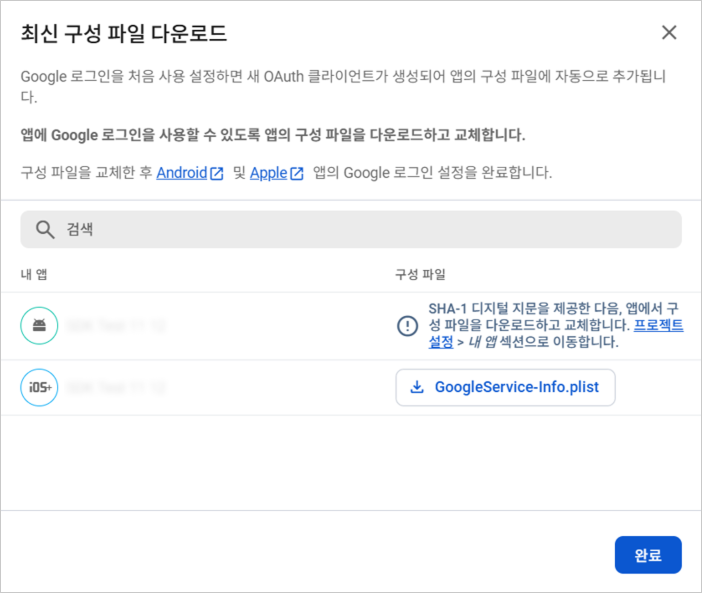 최신 구성 파일 다운로드
Google 로그인을 처음 사용 설정하면 새 OAuth 클라이언트가 생성되어 앱의 구성 파일에 자동으로 추가됩니
다.
앱에 Google 로그인을 사용할 수 있도록 앱의 구성 파일을 다운로드하고 교체합니다.
구성 파일을 교체한 후 Android 및 Apple 앱의 Google 로그인 설정을 완료합니다.
검색
내 앱 구성 파일
SHA-1 디지털 지문을 제공한 다음, 앱에서 구
성 파일을 다운로드하고 교체합니다. 프로젝트
설정 > 내 앱 섹션으로 이동합니다.
iOS+ GoogleService-Info.plist
완료